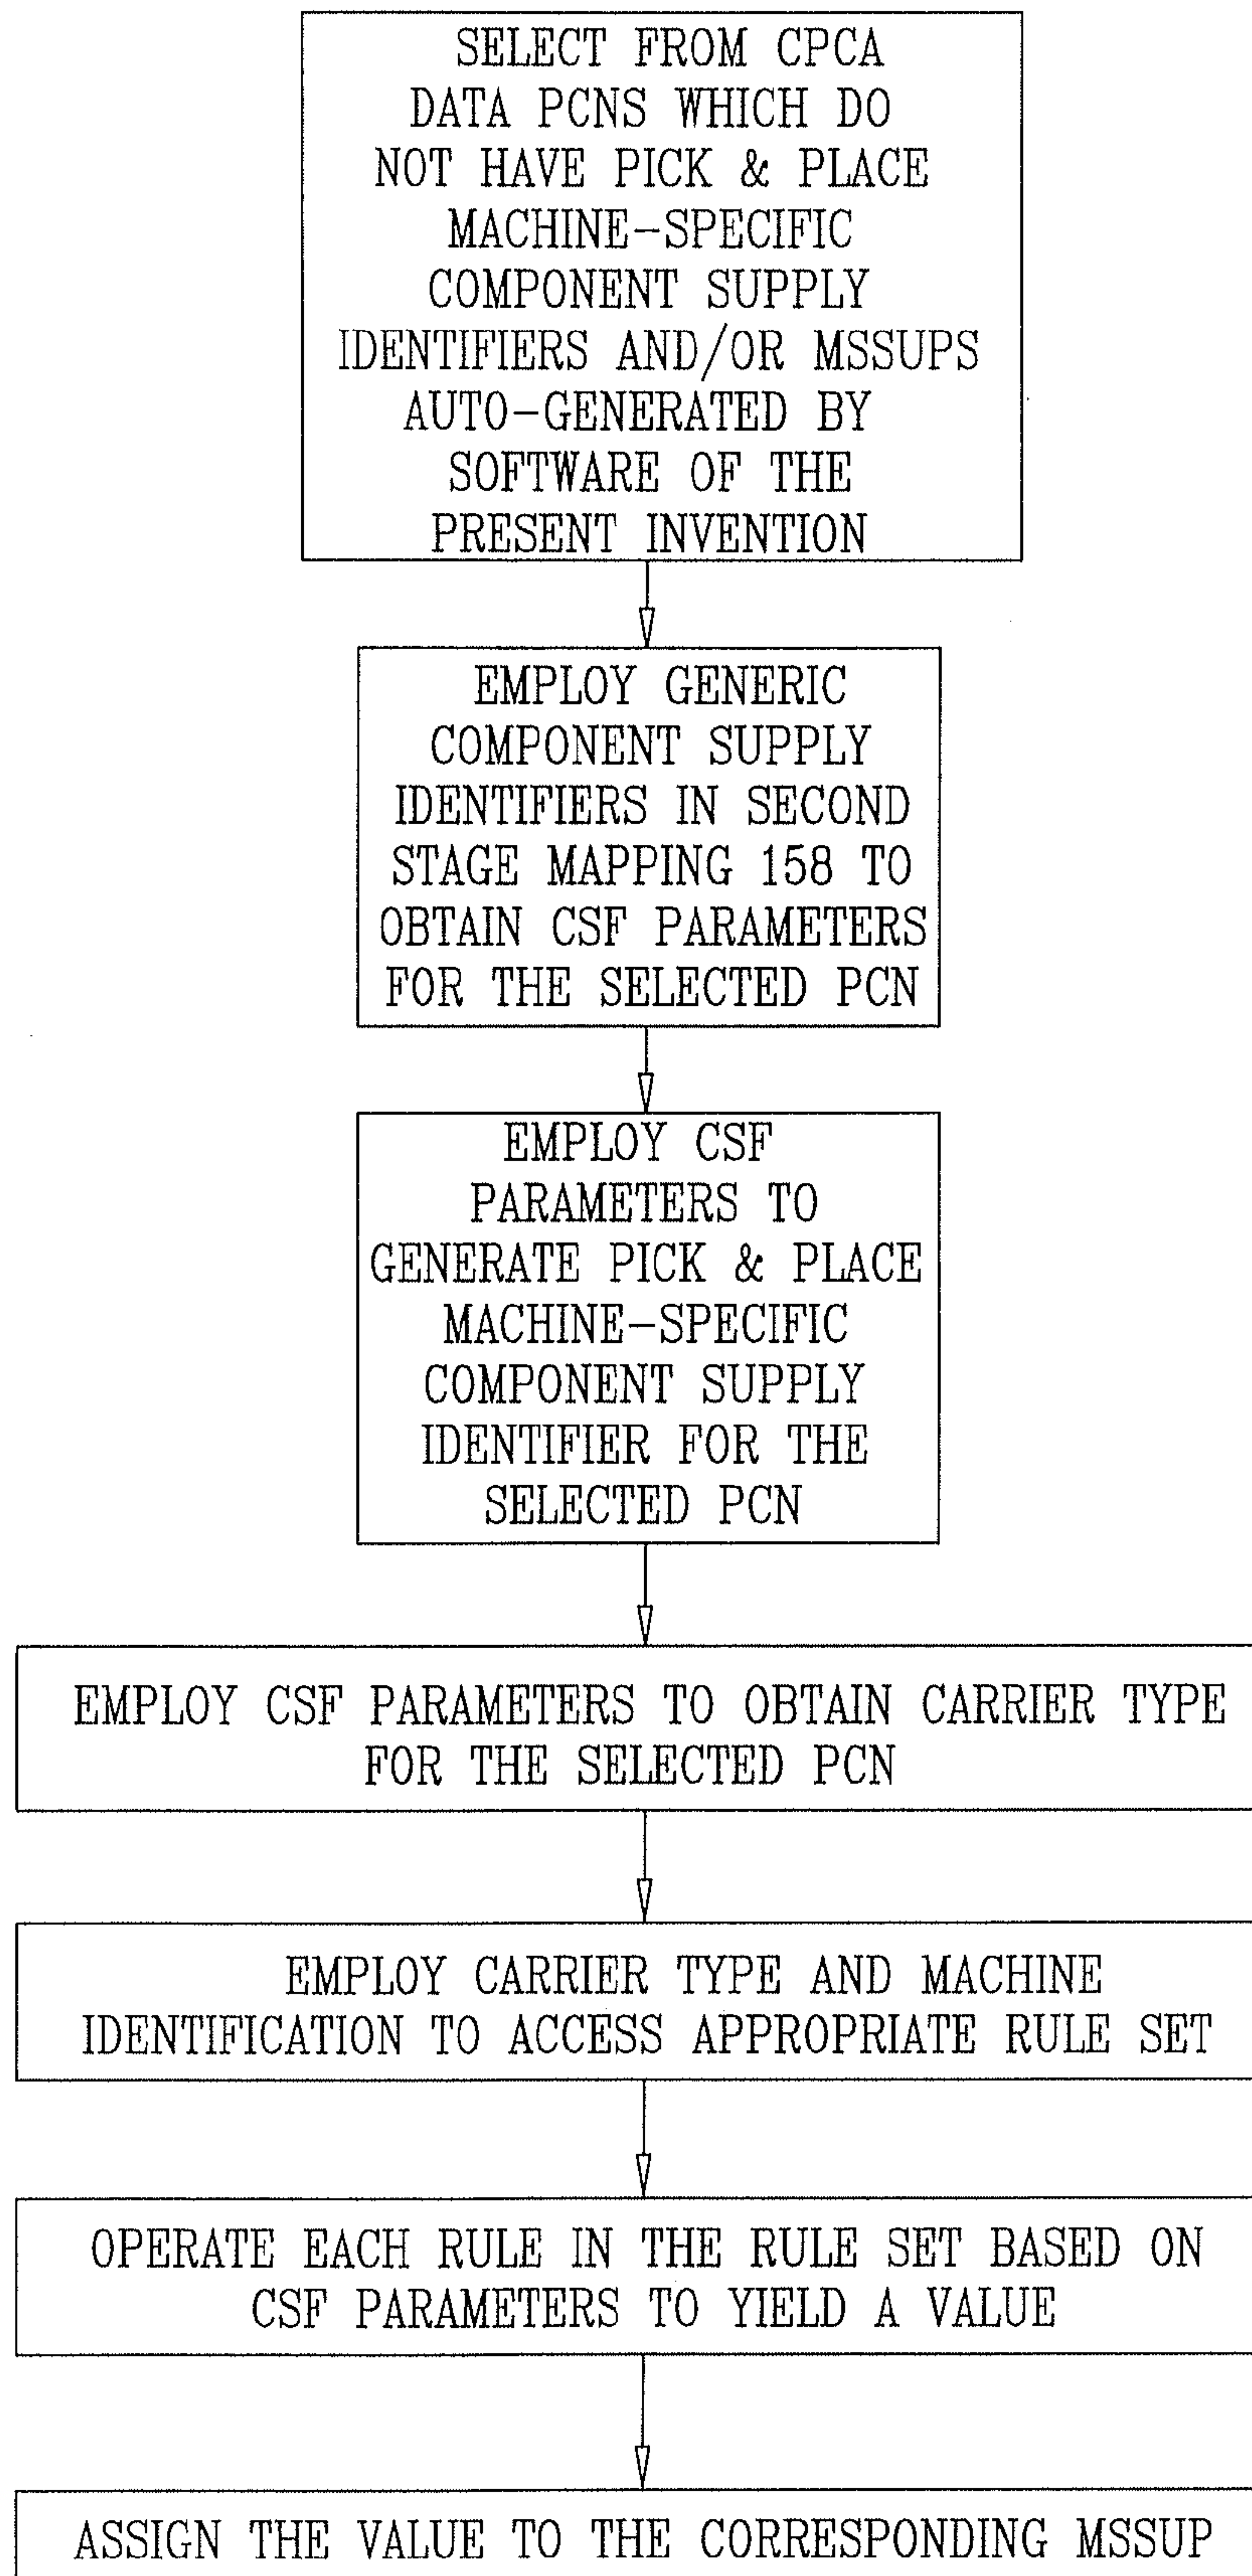 SELECT FROM CPCA
DATA PCNS WHICH DO
NOT HAVE PICK & PLACE
MACHINE-SPECIFIC
COMPONENT SUPPLY
IDENTIFIERS AND/OR MSSUPS
AUTO-GENERATED BY
SOFTWARE OF THE
PRESENT INVENTION
EMPLOY GENERIC
COMPONENT SUPPLY
IDENTIFIERS IN SECOND
STAGE MAPPING 158 TO
OBTAIN CSF PARAMETERS
FOR THE SELECTED PCN
EMPLOY CSF
PARAMETERS TO
GENERATE PICK & PLACE
MACHINE-SPECIFIC
COMPONENT SUPPLY
IDENTIFIER FOR THE
SELECTED PCN
EMPLOY CSF PARAMETERS TO OBTAIN CARRIER TYPE
FOR THE SELECTED PCN
EMPLOY CARRIER TYPE AND MACHINE
IDENTIFICATION TO ACCESS APPROPRIATE RULE SET
OPERATE EACH RULE IN THE RULE SET BASED ON
CSF PARAMETERS TO YIELD A VALUE
ASSIGN THE VALUE TO THE CORRESPONDING MSSUP